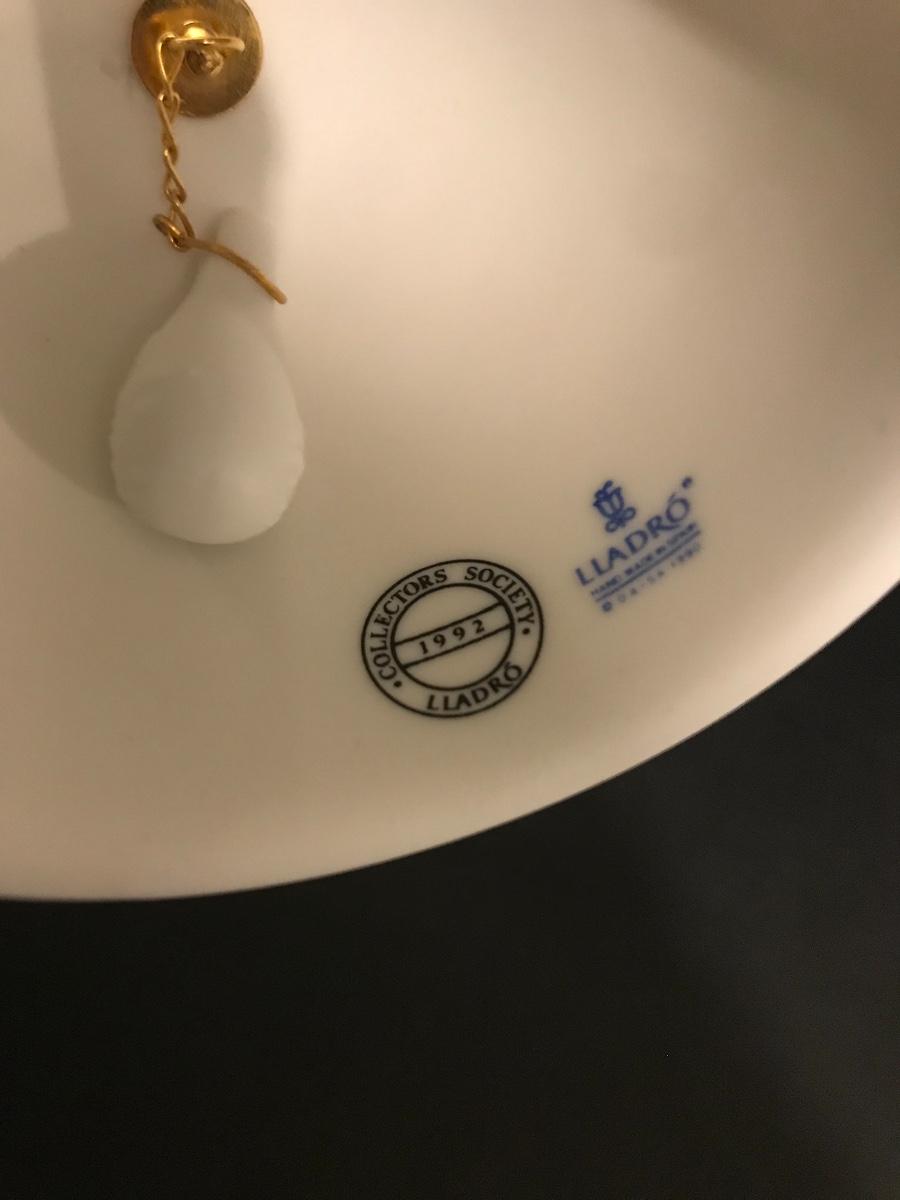 COLLECTORS SOCIETY
1992
LLADRÓ
LLADRÓ
HAND MADE IN SPAIN